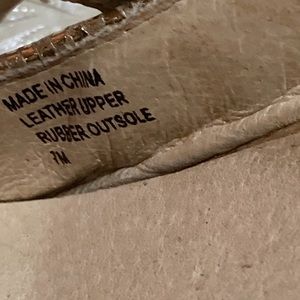 MADE IN CHINA
LEATHER UPPER
RUBBER OUTSOLE
7M